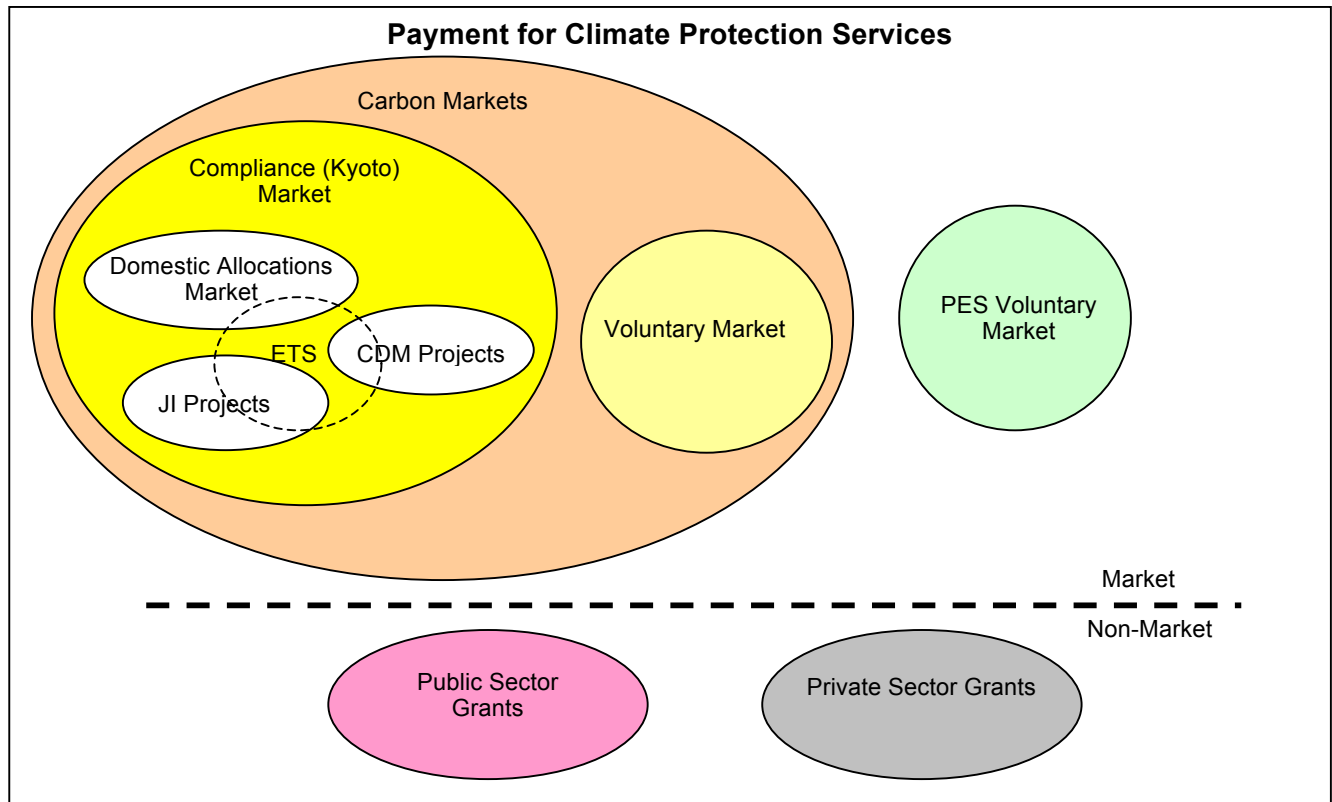 Payment for Climate Protection Services
Carbon Markets
Compliance (Kyoto)
Market
Domestic Allocations
Market
ETS
CDM Projects
JI Projects
Voluntary Market
PES Voluntary
Market
Market
Non-Market
Public Sector
Grants
Private Sector Grants